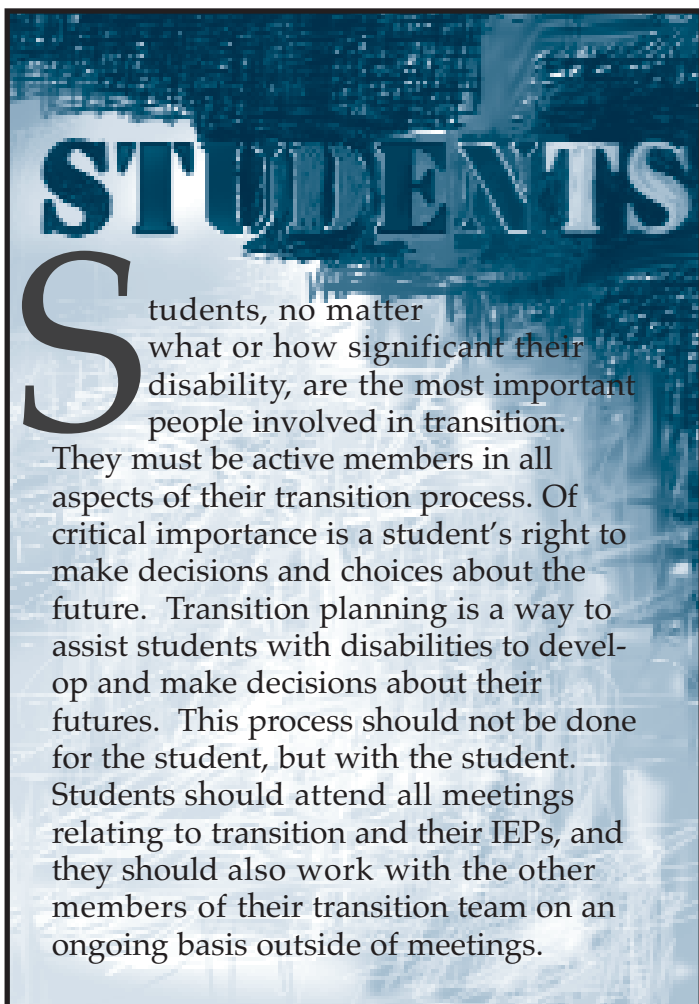 STUDENTS
Students, no matter
what or how significant their
disability, are the most important
people involved in transition.
They must be active members in all
aspects of their transition process. Of
critical importance is a student's right to
make decisions and choices about the
future.  Transition planning is a way to
assist students with disabilities to devel-
op and make decisions about their
futures.  This process should not be done
for the student, but with the student.
Students should attend all meetings
relating to transition and their IEPs, and
they should also work with the other
members of their transition team on an
ongoing basis outside of meetings.